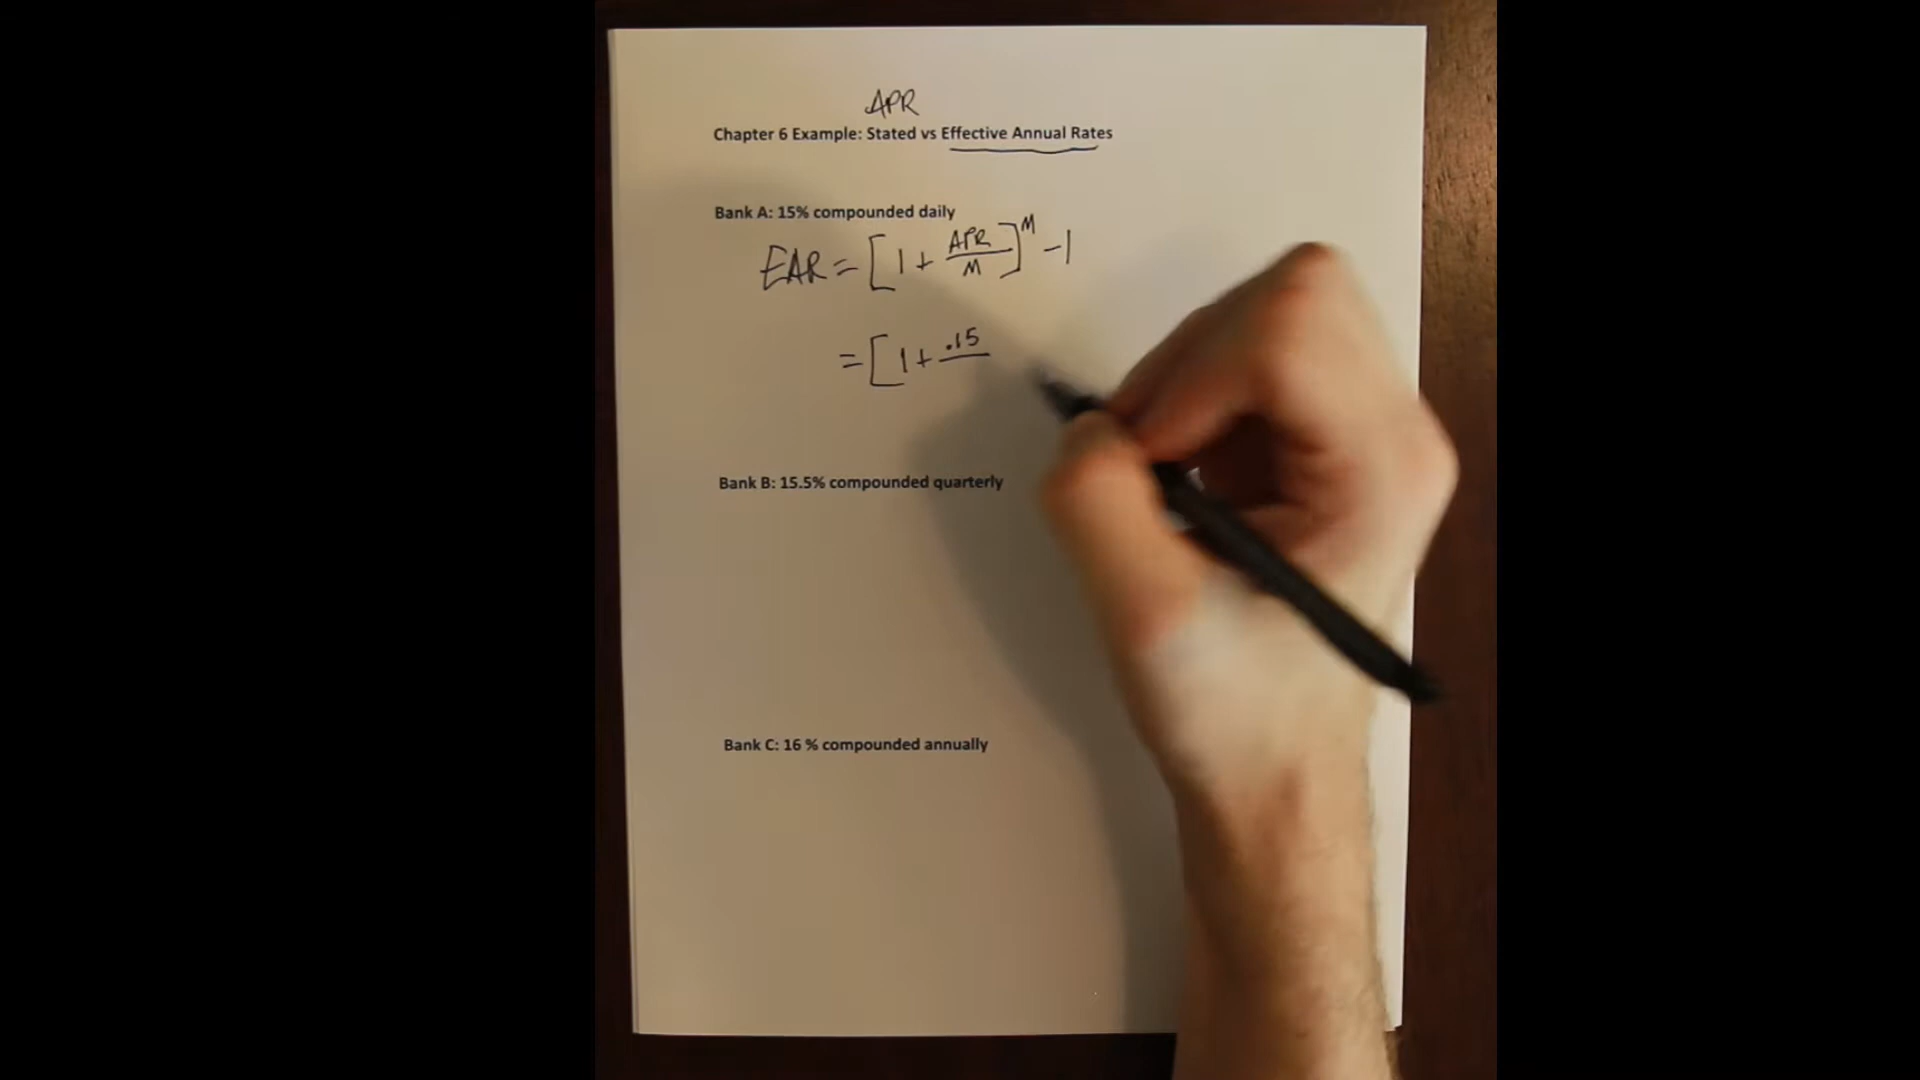 APR
Chapter 6 Example: Stated vs Effective Annual Rates
Bank A: 15% compounded daily
EAR = [1 + APR/M]^M - 1
= [1 + .15/
Bank B: 15.5% compounded quarterly
Bank C: 16 % compounded annually